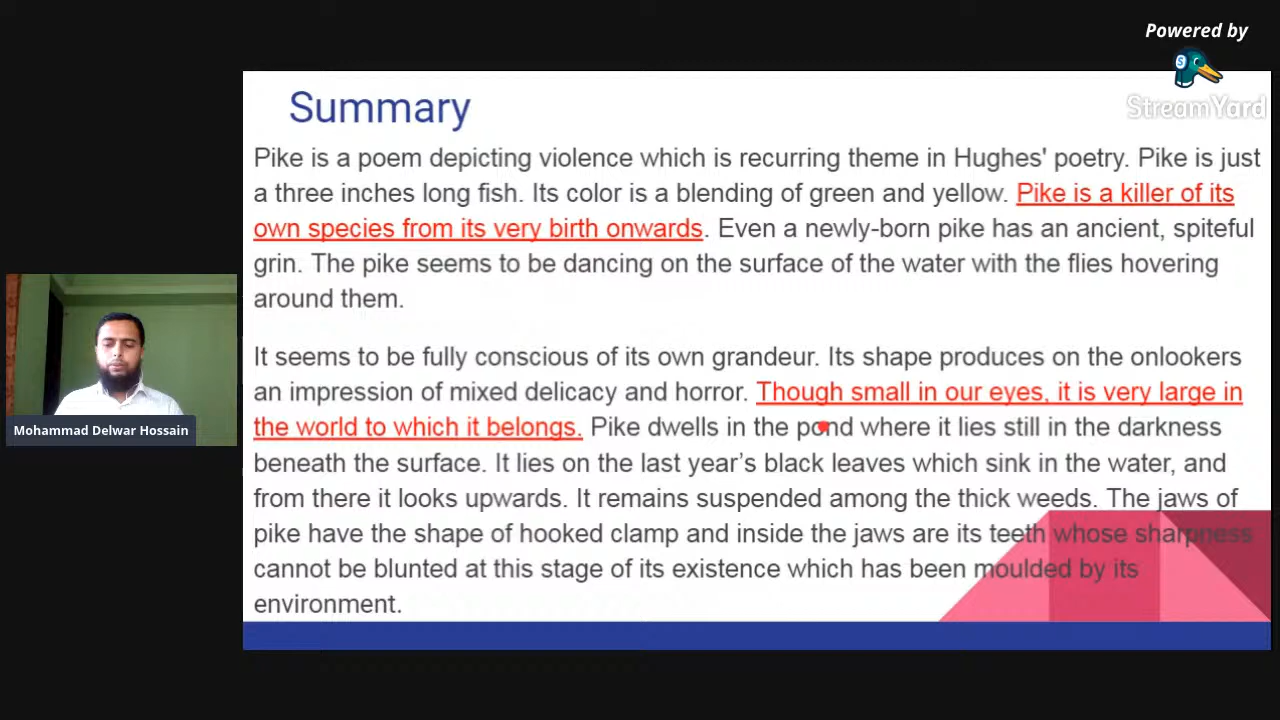 Powered by
StreamYard
Summary
Pike is a poem depicting violence which is recurring theme in Hughes' poetry. Pike is just
a three inches long fish. Its color is a blending of green and yellow. Pike is a killer of its
own species from its very birth onwards. Even a newly-born pike has an ancient, spiteful
grin. The pike seems to be dancing on the surface of the water with the flies hovering
around them.
It seems to be fully conscious of its own grandeur. Its shape produces on the onlookers
an impression of mixed delicacy and horror. Though small in our eyes, it is very large in
the world to which it belongs. Pike dwells in the pond where it lies still in the darkness
beneath the surface. It lies on the last year’s black leaves which sink in the water, and
from there it looks upwards. It remains suspended among the thick weeds. The jaws of
pike have the shape of hooked clamp and inside the jaws are its teeth whose sharpness
cannot be blunted at this stage of its existence which has been moulded by its
environment.
Mohammad Delwar Hossain